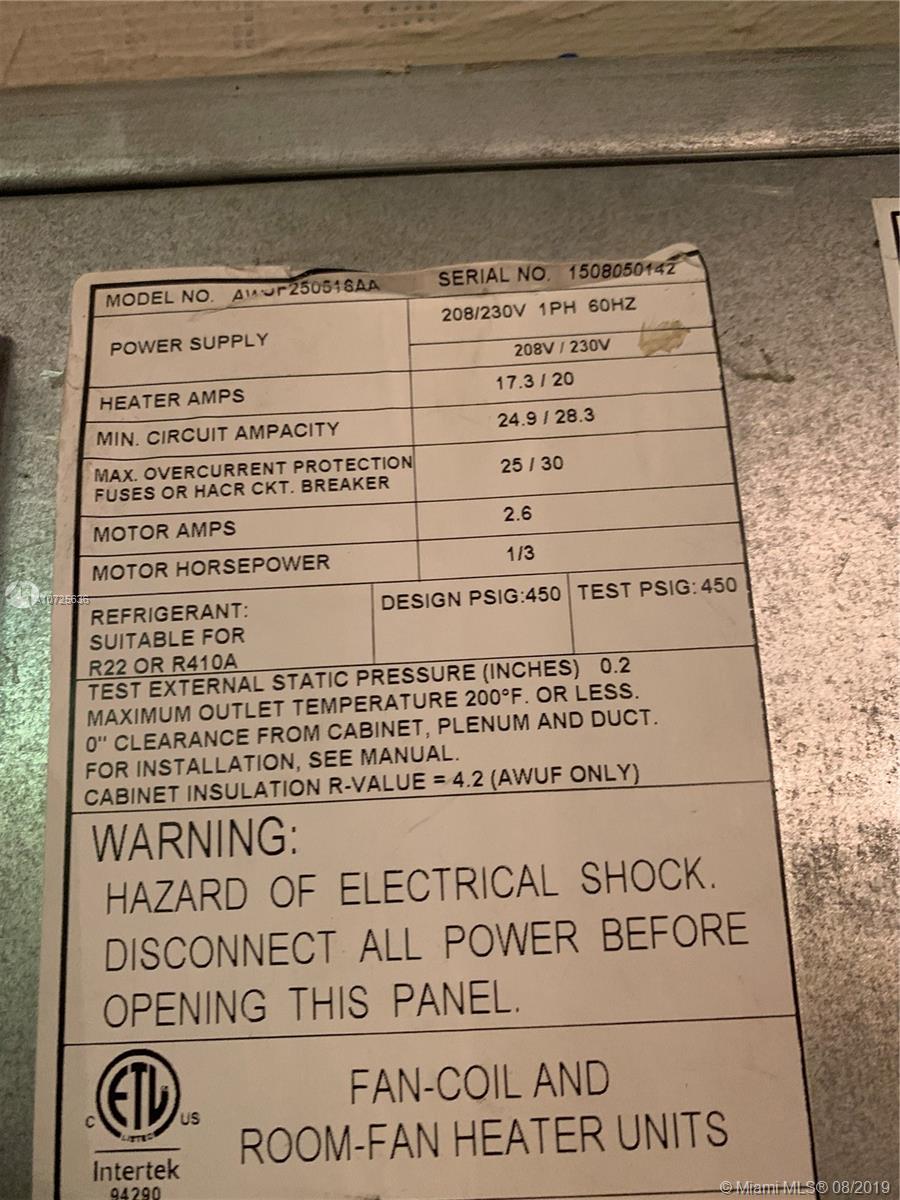 MODEL NO. SERIAL NO. 1508050142
POWER SUPPLY 208/230V 1PH 60HZ
208V / 230V
HEATER AMPS 17.3 / 20
MIN. CIRCUIT AMPACITY 24.9 / 28.3
MAX. OVERCURRENT PROTECTION
FUSES OR HACR CKT. BREAKER 25 / 30
MOTOR AMPS 2.6
MOTOR HORSEPOWER 1/3
REFRIGERANT:
SUITABLE FOR
R22 OR R410A
DESIGN PSIG:450 TEST PSIG:450
TEST EXTERNAL STATIC PRESSURE (INCHES) 0.2
MAXIMUM OUTLET TEMPERATURE 200°F. OR LESS.
0" CLEARANCE FROM CABINET, PLENUM AND DUCT.
FOR INSTALLATION, SEE MANUAL.
CABINET INSULATION R-VALUE = 4.2 (AWUF ONLY)
WARNING:
HAZARD OF ELECTRICAL SHOCK.
DISCONNECT ALL POWER BEFORE
OPENING THIS PANEL.
ETL
C US
LISTED
Intertek
94290
FAN-COIL AND
ROOM-FAN HEATER UNITS
© Miami MLS® 08/2019